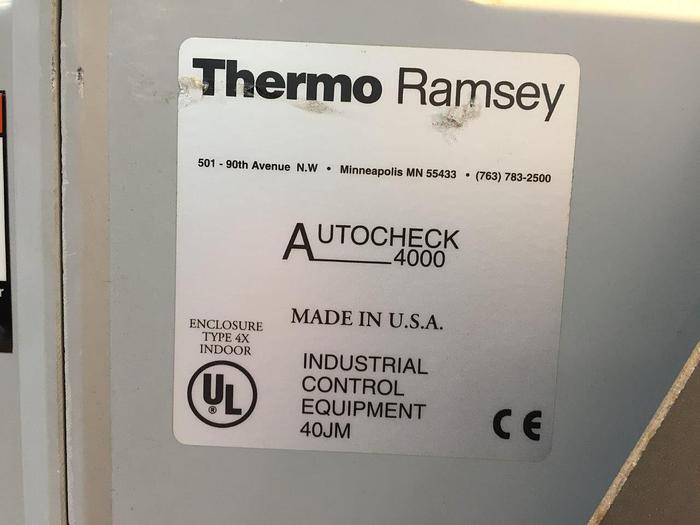 Thermo Ramsey
501 - 90th Avenue N.W • Minneapolis MN 55433 • (763) 783-2500
AUTOCHECK
4000
MADE IN U.S.A.
ENCLOSURE
TYPE 4X
INDOOR
UL
®
INDUSTRIAL
CONTROL
EQUIPMENT
40JM
CE
r